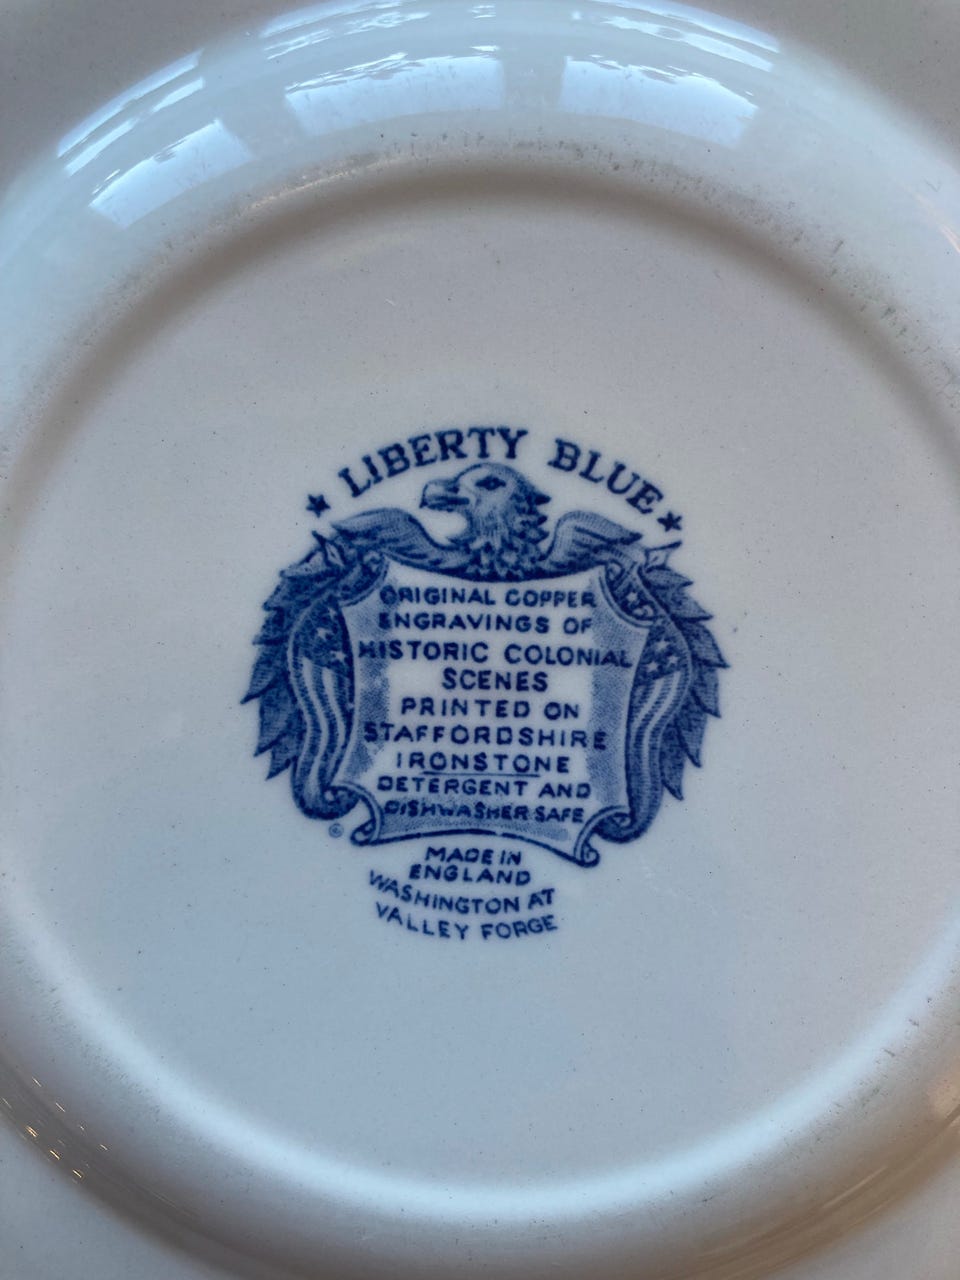 ★ LIBERTY BLUE ★
ORIGINAL COPPER
ENGRAVINGS OF
HISTORIC COLONIAL
SCENES
PRINTED ON
STAFFORDSHIRE
IRONSTONE
DETERGENT AND
DISHWASHER SAFE
©
MADE IN
ENGLAND
WASHINGTON AT
VALLEY FORGE